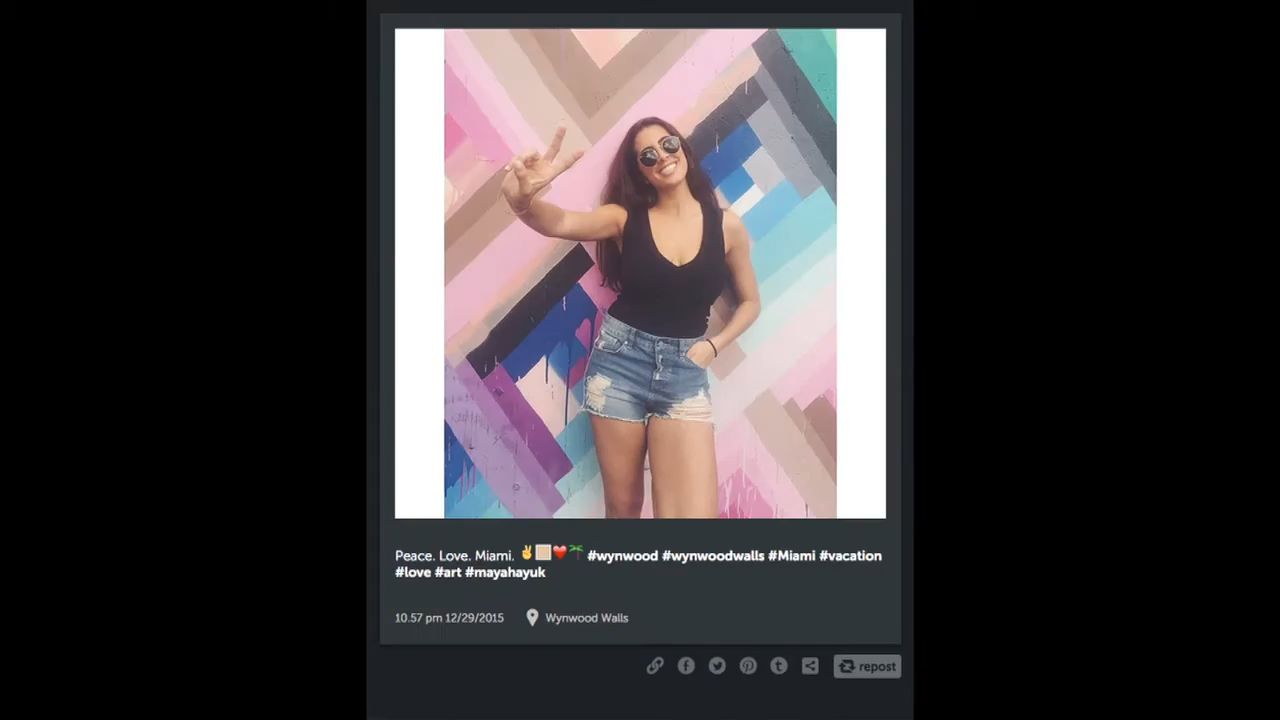 Peace. Love. Miami. ✌🏼❤️🌴 #wynwood #wynwoodwalls #Miami #vacation
#love #art #mayahayuk
10.57 pm 12/29/2015 Wynwood Walls
repost